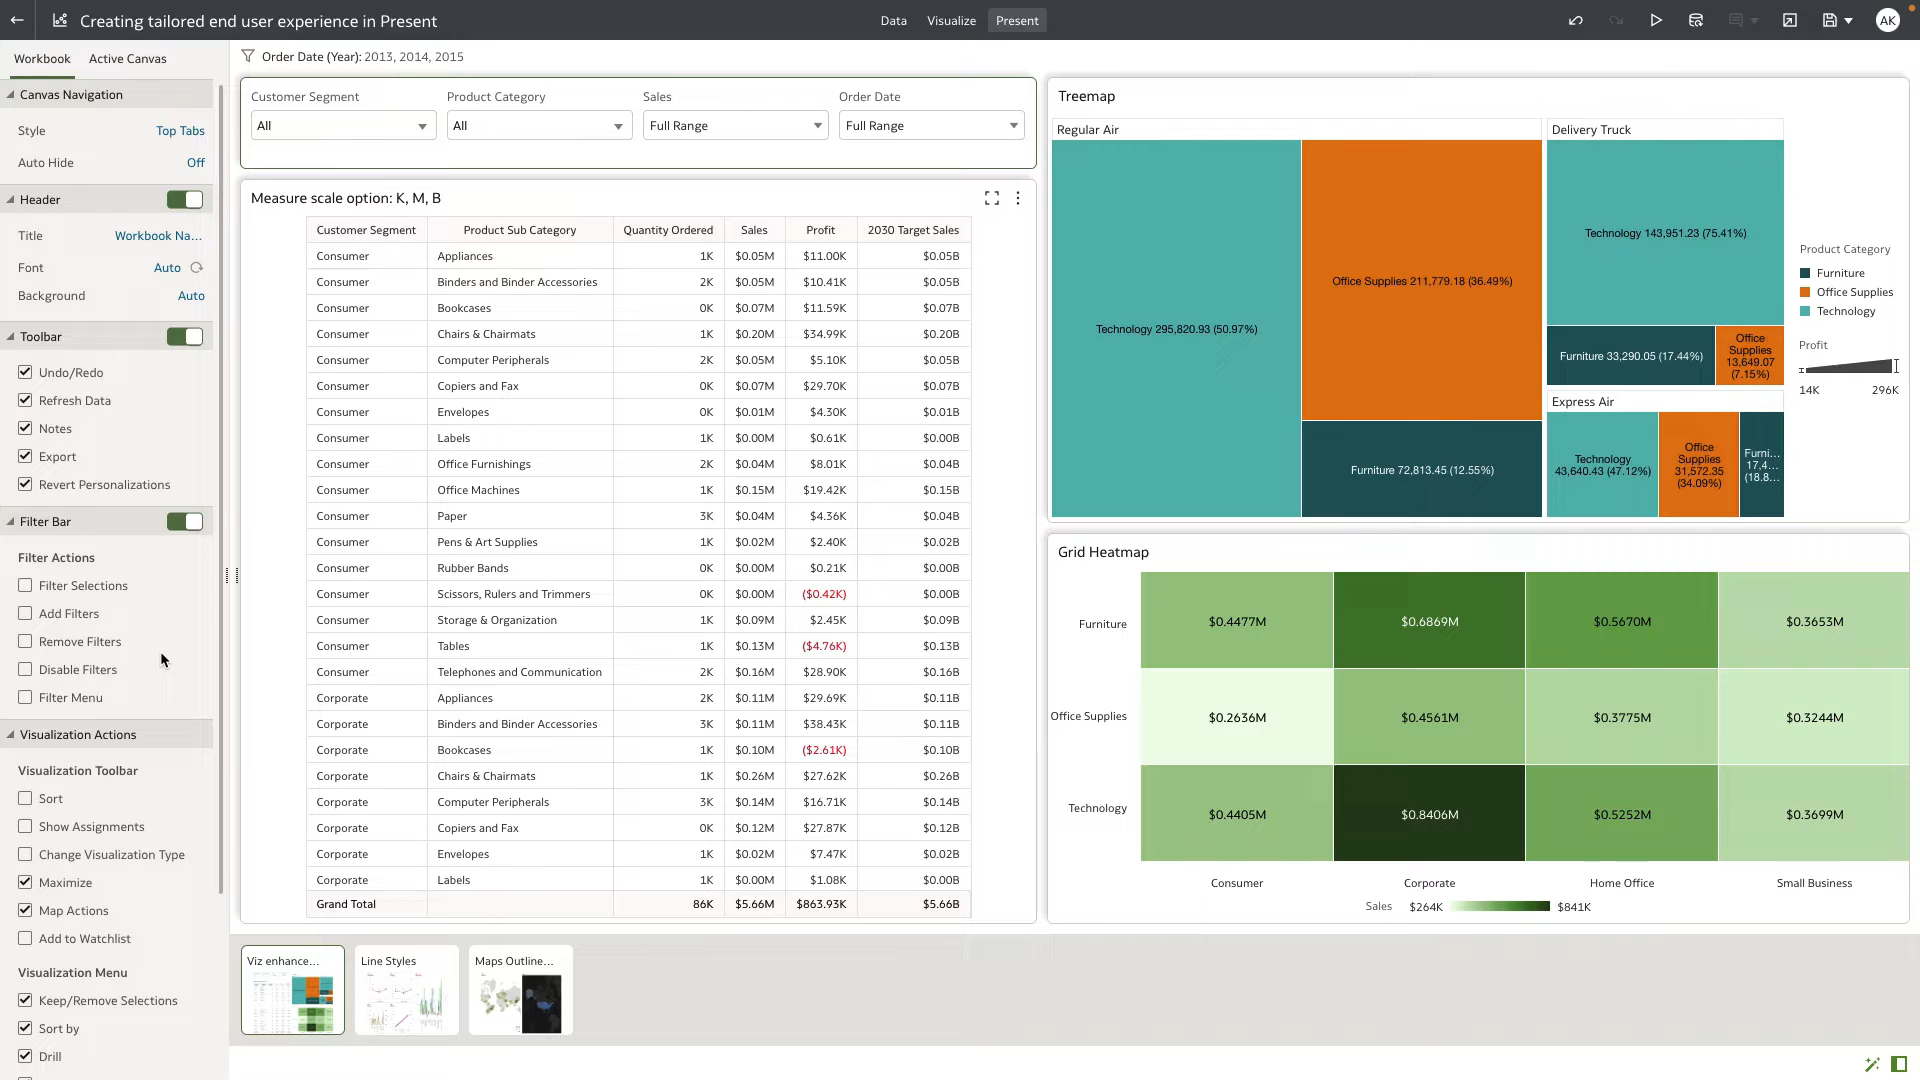 Creating tailored end user experience in Present
Data
Visualize
Present
AK
Workbook
Active Canvas
Canvas Navigation
Style
Top Tabs
Auto Hide
Off
Header
Title
Workbook Na...
Font
Auto
Background
Auto
Toolbar
Undo/Redo
Refresh Data
Notes
Export
Revert Personalizations
Filter Bar
Filter Actions
Filter Selections
Add Filters
Remove Filters
Disable Filters
Filter Menu
Visualization Actions
Visualization Toolbar
Sort
Show Assignments
Change Visualization Type
Maximize
Map Actions
Add to Watchlist
Visualization Menu
Keep/Remove Selections
Sort by
Drill
Order Date (Year): 2013, 2014, 2015
Customer Segment
All
Product Category
All
Sales
Full Range
Order Date
Full Range
Measure scale option: K, M, B
Customer Segment Product Sub Category Quantity Ordered Sales Profit 2030 Target Sales
Consumer Appliances 1K $0.05M $11.00K $0.05B
Consumer Binders and Binder Accessories 2K $0.05M $10.41K $0.05B
Consumer Bookcases 0K $0.07M $11.59K $0.07B
Consumer Chairs & Chairmats 1K $0.20M $34.99K $0.20B
Consumer Computer Peripherals 2K $0.05M $5.10K $0.05B
Consumer Copiers and Fax 0K $0.07M $29.70K $0.07B
Consumer Envelopes 0K $0.01M $4.30K $0.01B
Consumer Labels 1K $0.00M $0.61K $0.00B
Consumer Office Furnishings 2K $0.04M $8.01K $0.04B
Consumer Office Machines 1K $0.15M $19.42K $0.15B
Consumer Paper 3K $0.04M $4.36K $0.04B
Consumer Pens & Art Supplies 1K $0.02M $2.40K $0.02B
Consumer Rubber Bands 0K $0.00M $0.21K $0.00B
Consumer Scissors, Rulers and Trimmers 0K $0.00M ($0.42K) $0.00B
Consumer Storage & Organization 1K $0.09M $2.45K $0.09B
Consumer Tables 1K $0.13M ($4.76K) $0.13B
Consumer Telephones and Communication 2K $0.16M $28.90K $0.16B
Corporate Appliances 2K $0.11M $29.69K $0.11B
Corporate Binders and Binder Accessories 3K $0.11M $38.43K $0.11B
Corporate Bookcases 1K $0.10M ($2.61K) $0.10B
Corporate Chairs & Chairmats 1K $0.26M $27.62K $0.26B
Corporate Computer Peripherals 3K $0.14M $16.71K $0.14B
Corporate Copiers and Fax 0K $0.12M $27.87K $0.12B
Corporate Envelopes 1K $0.02M $7.47K $0.02B
Corporate Labels 1K $0.00M $1.08K $0.00B
Grand Total 86K $5.66M $863.93K $5.66B
Treemap
Regular Air
Technology 295,820.93 (50.97%)
Office Supplies 211,779.18 (36.49%)
Furniture 72,813.45 (12.55%)
Delivery Truck
Technology 143,951.23 (75.41%)
Furniture 33,290.05 (17.44%)
Office
Supplies
13,649.07
(7.15%)
Express Air
Technology
43,640.43 (47.12%)
Office
Supplies
31,572.35
(34.09%)
Furni...
17,4...
(18.8...
Product Category
Furniture
Office Supplies
Technology
Profit
14K
296K
Grid Heatmap
Furniture $0.4477M $0.6869M $0.5670M $0.3653M
Office Supplies $0.2636M $0.4561M $0.3775M $0.3244M
Technology $0.4405M $0.8406M $0.5252M $0.3699M
Consumer Corporate Home Office Small Business
Sales $264K $841K
Viz enhance...
Line Styles
Maps Outline...